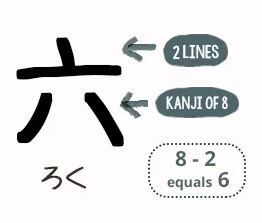 六
2 LINES
KANJI OF 8
ろく
8 - 2
equals 6